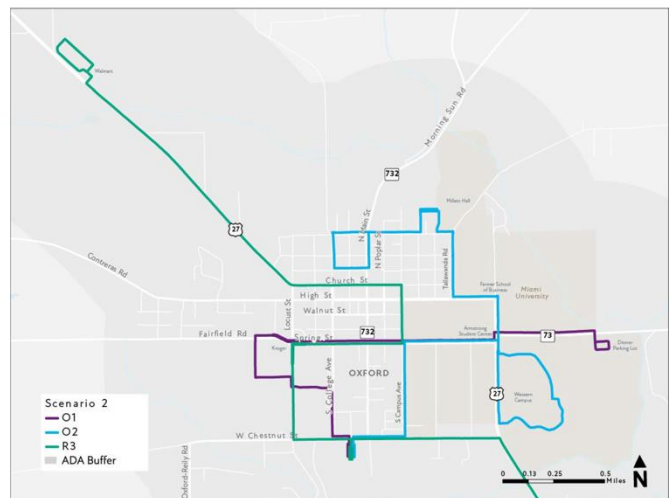 Walmart
Morning Sun Rd
732
Millett Hall
N Main St
N Poplar St
27
Tallawanda Rd
Contreras Rd
Church St
Farmer School
of Business
Miami
University
High St
Locust St
Walnut St
Fairfield Rd
Spring St
732
Armstrong
Student Center
73
Kroger
Ditmer
Parking Lot
OXFORD
S College Ave
S Campus Ave
27
Western
Campus
W Chestnut St
Oxford-Reily Rd
Scenario 2
O1
O2
R3
ADA Buffer
N
0 0.13 0.25 0.5
Miles